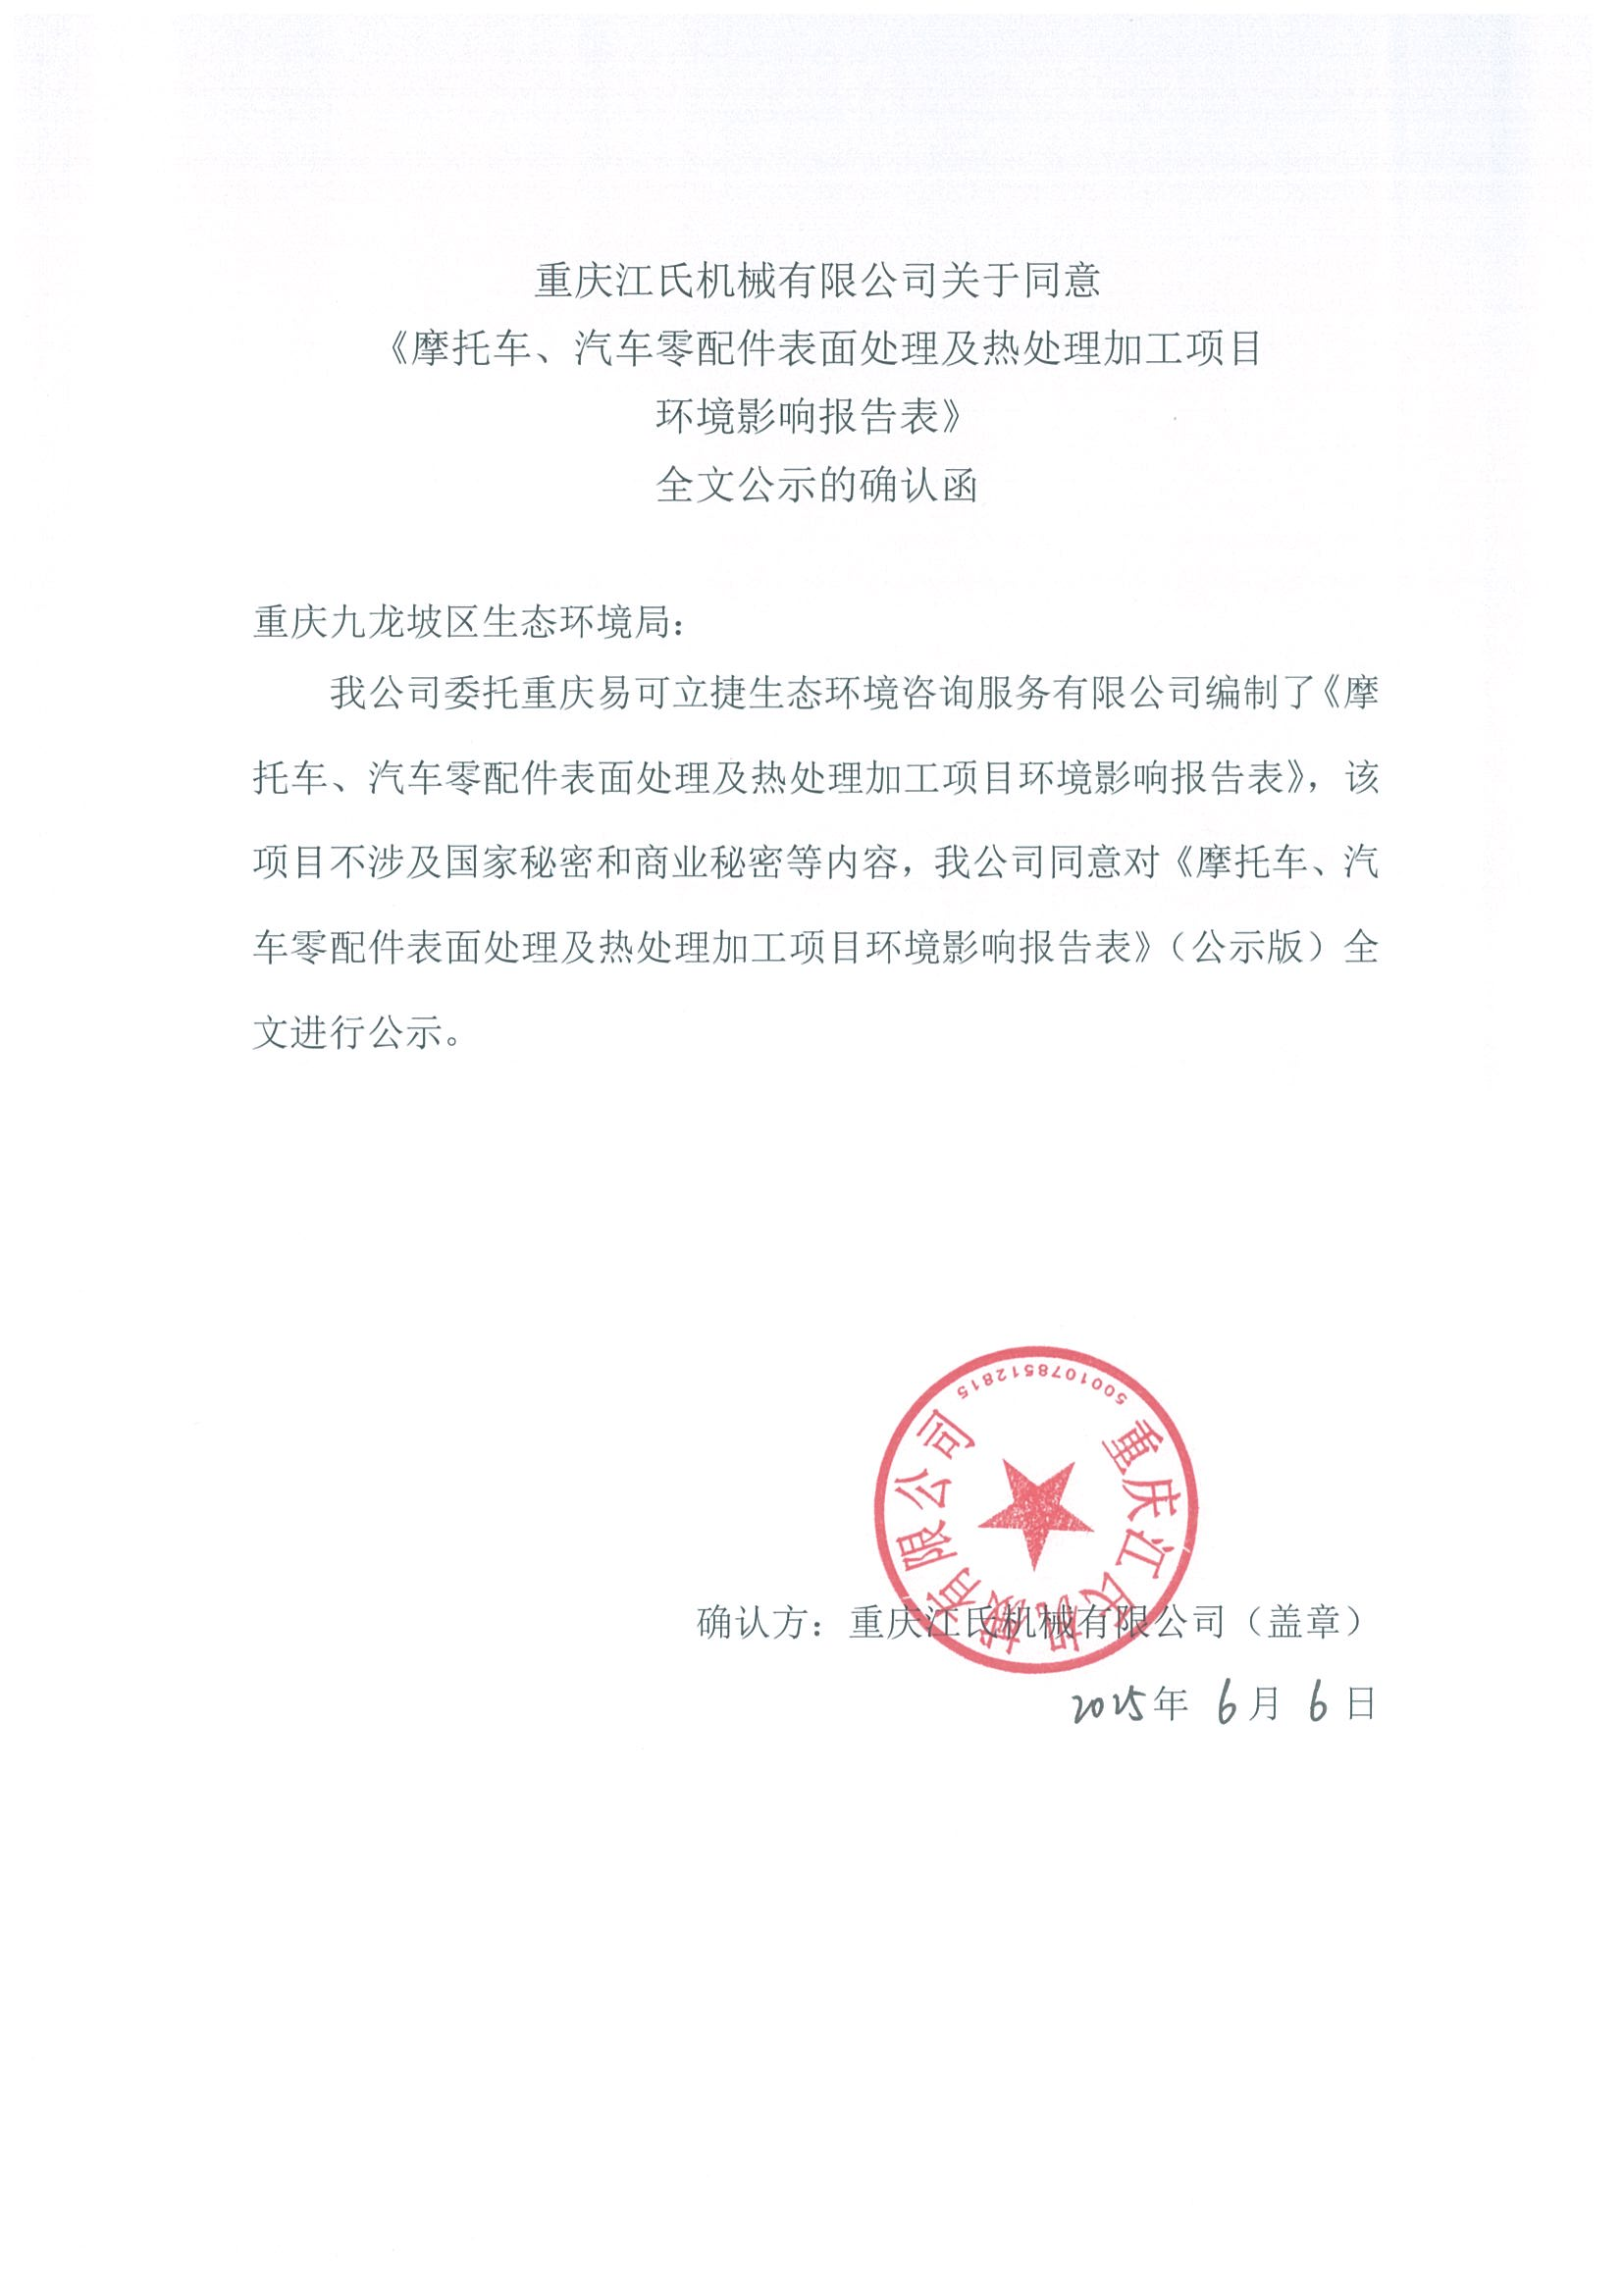 重庆江氏机械有限公司关于同意
《摩托车、汽车零配件表面处理及热处理加工项目
环境影响报告表》
全文公示的确认函
重庆九龙坡区生态环境局：
我公司委托重庆易可立捷生态环境咨询服务有限公司编制了《摩
托车、汽车零配件表面处理及热处理加工项目环境影响报告表》，该
项目不涉及国家秘密和商业秘密等内容，我公司同意对《摩托车、汽
车零配件表面处理及热处理加工项目环境影响报告表》（公示版）全
文进行公示。
重庆江氏机械有限公司
5001078512815
确认方：重庆江氏机械有限公司（盖章）
2025年 6月 6日